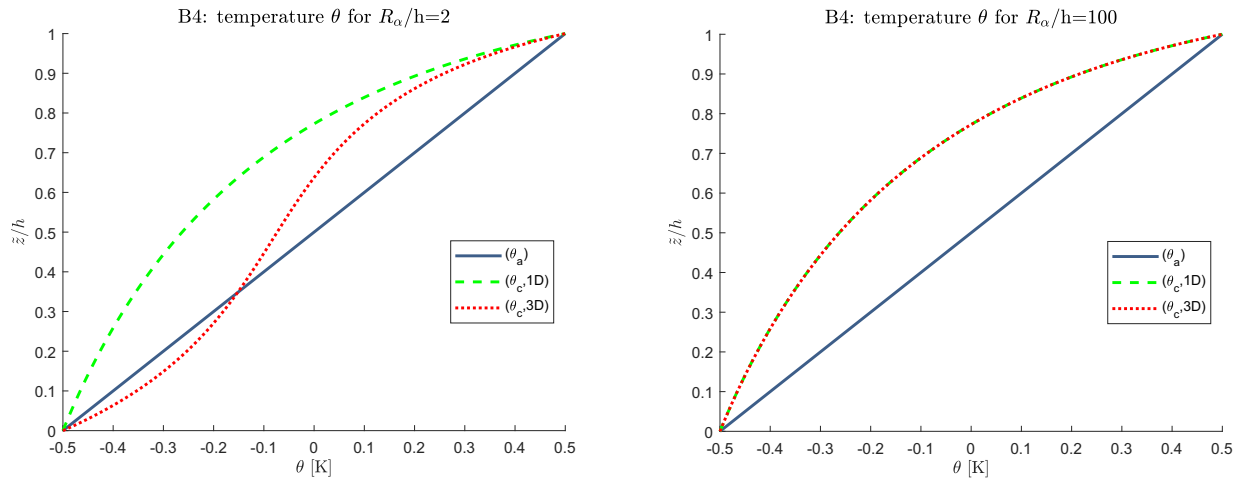 B4: temperature θ for R_α/h=2
1
0.9
0.8
0.7
0.6
0.5
0.4
0.3
0.2
0.1
0
z̃/h
-0.5 -0.4 -0.3 -0.2 -0.1 0 0.1 0.2 0.3 0.4 0.5
θ [K]
(θ_a)
(θ_c,1D)
(θ_c,3D)
B4: temperature θ for R_α/h=100
1
0.9
0.8
0.7
0.6
0.5
0.4
0.3
0.2
0.1
0
z̃/h
-0.5 -0.4 -0.3 -0.2 -0.1 0 0.1 0.2 0.3 0.4 0.5
θ [K]
(θ_a)
(θ_c,1D)
(θ_c,3D)